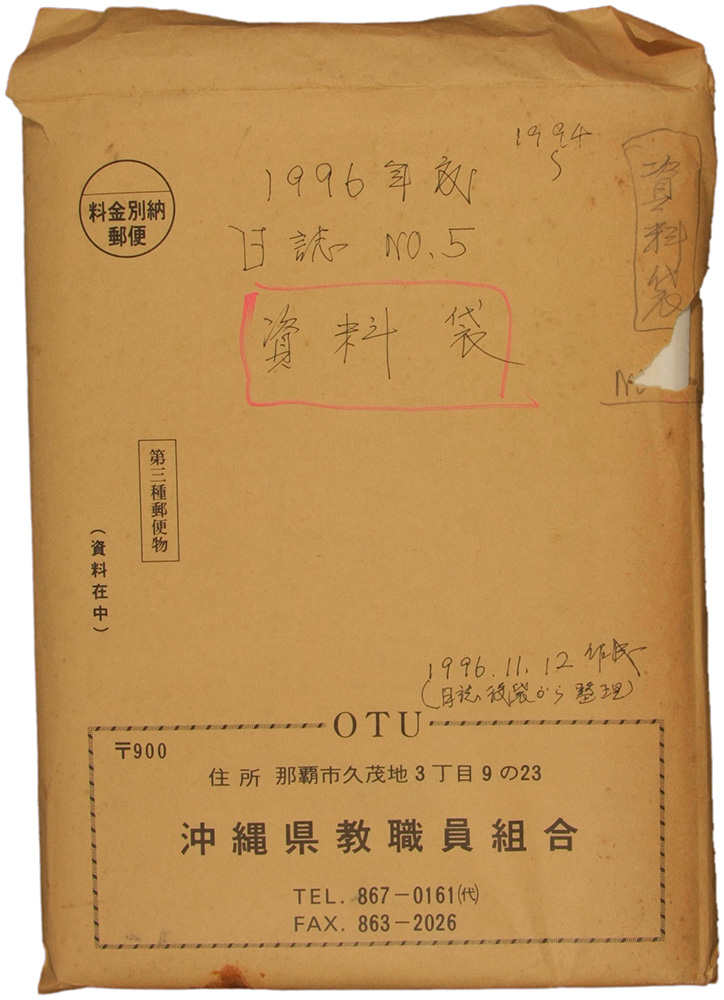 1994
〜
1996年度
日誌 NO.5
資料袋
資料袋
料金別納
郵便
第三種郵便物
(資料在中)
1996.11.12 作成
(日誌 袋から整理)
OTU
〒900
住所 那覇市久茂地3丁目9の23
沖縄県教職員組合
TEL. 867-0161(代)
FAX. 863-2026